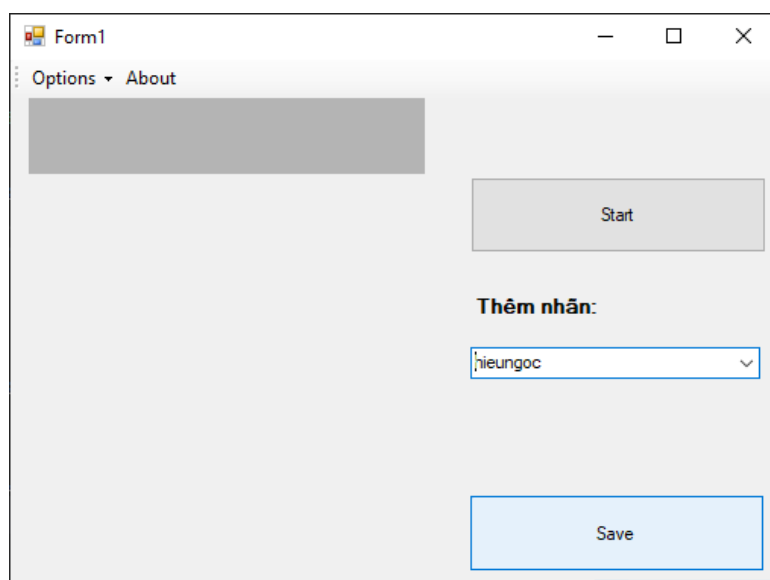 Form1
Options About
Start
Thêm nhãn:
hieungoc
Save